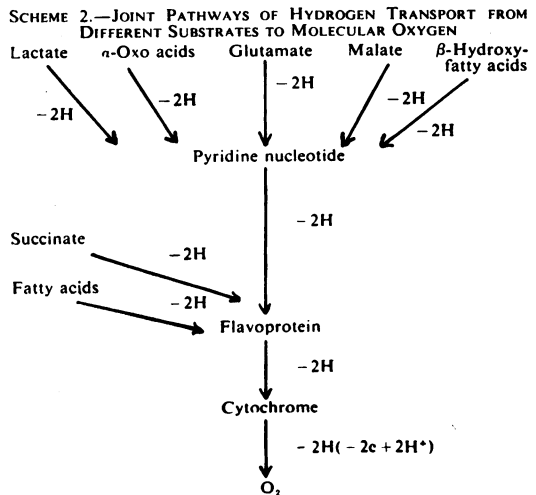 SCHEME 2.—JOINT PATHWAYS OF HYDROGEN TRANSPORT FROM
DIFFERENT SUBSTRATES TO MOLECULAR OXYGEN
Lactate α-Oxo acids Glutamate Malate β-Hydroxy-
fatty acids
−2H −2H −2H −2H −2H
Pyridine nucleotide
−2H
Succinate
−2H
Fatty acids
−2H
Flavoprotein
−2H
Cytochrome
−2H(−2e+2H⁺)
O₂